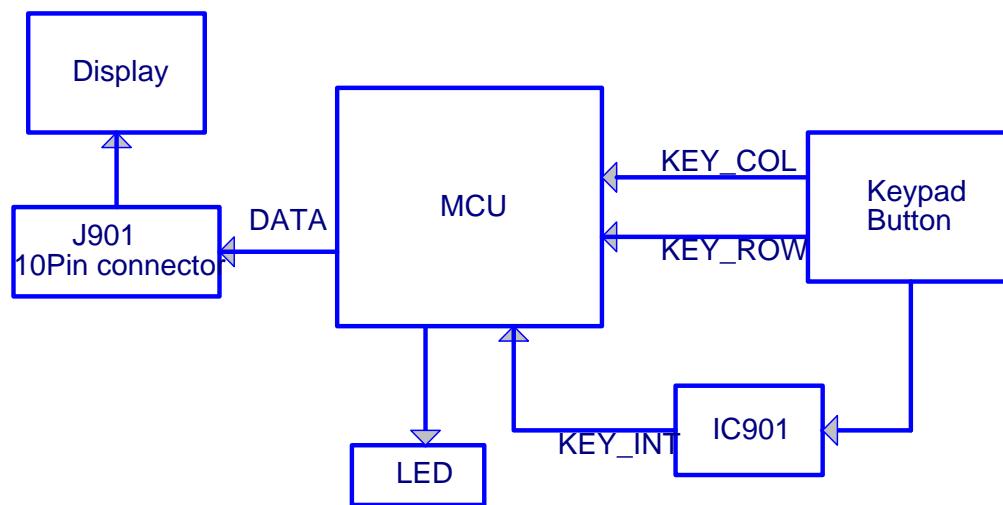 Display
MCU
KEY_COL
Keypad
Button
DATA
J901
10Pin connector
KEY_ROW
IC901
KEY_INT
LED